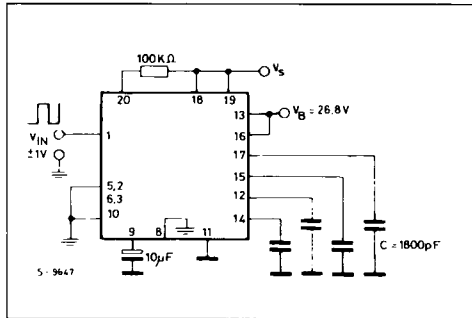 100KΩ
Vs
20
18
19
13
VB = 26.8V
VIN
±1V
1
16
17
5,2
15
6,3
12
10
14
9
8
11
C = 1800pF
10μF
S-9647